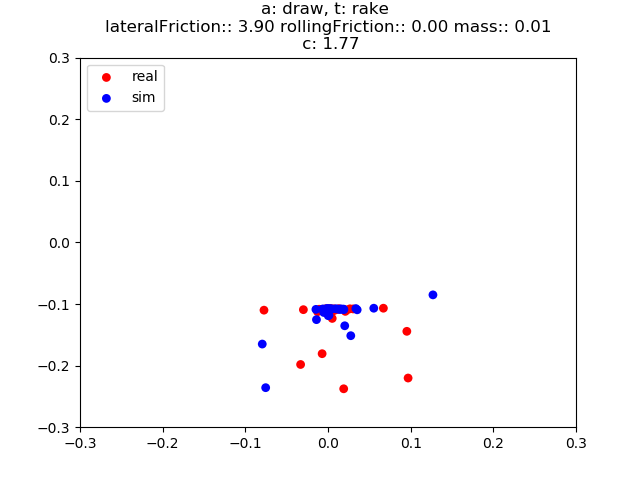 a: draw, t: rake
lateralFriction:: 3.90 rollingFriction:: 0.00 mass:: 0.01
c: 1.77
real
sim
0.3
0.2
0.1
0.0
−0.1
−0.2
−0.3
−0.3
−0.2
−0.1
0.0
0.1
0.2
0.3